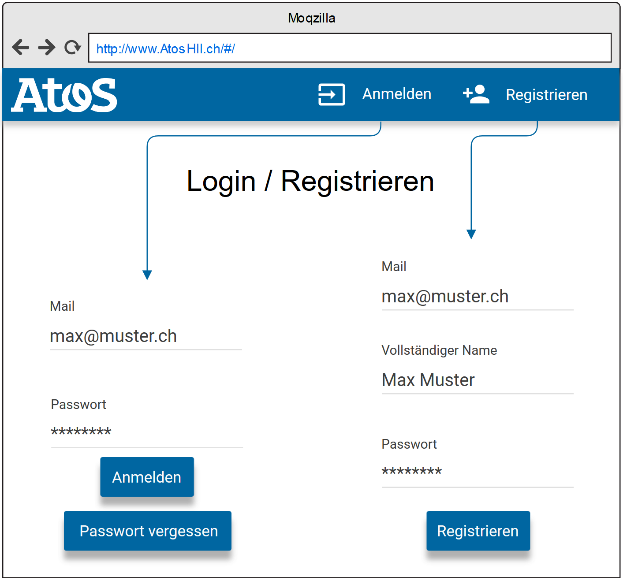 Moqzilla
http://www.AtosHII.ch/#/
Atos
Anmelden
Registrieren
Login / Registrieren
Mail
max@muster.ch
Passwort
********
Anmelden
Passwort vergessen
Mail
max@muster.ch
Vollständiger Name
Max Muster
Passwort
********
Registrieren